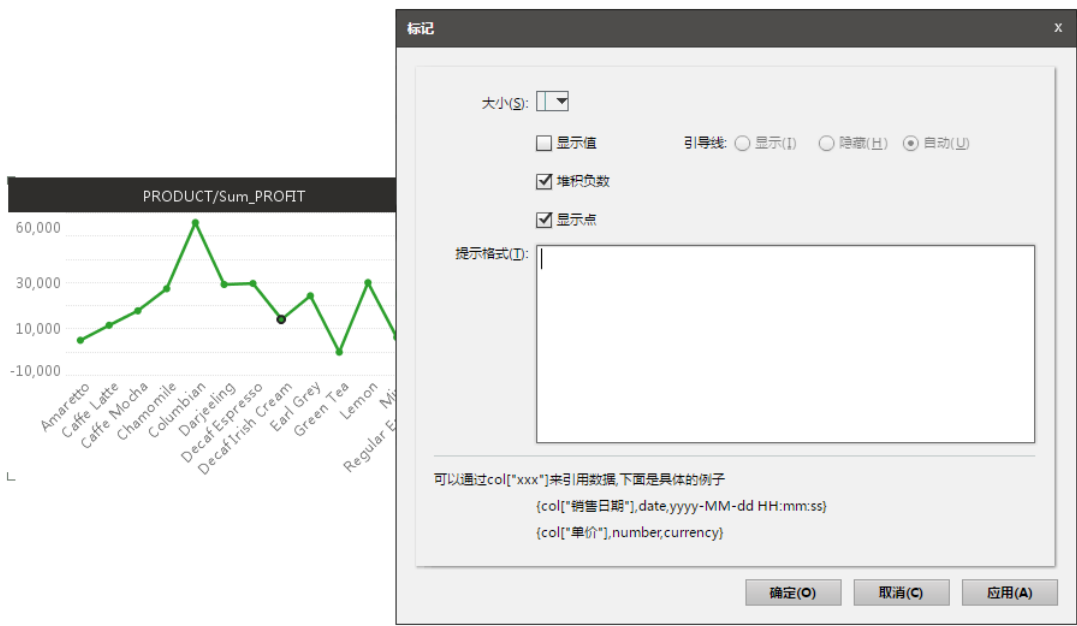 标记
x
大小(S):
显示值 引导线: 显示(I) 隐藏(H) 自动(U)
堆积负数
显示点
提示格式(T):
可以通过col["xxx"]来引用数据,下面是具体的例子
{col["销售日期"],date,yyyy-MM-dd HH:mm:ss}
{col["单价"],number,currency}
确定(O) 取消(C) 应用(A)
PRODUCT/Sum_PROFIT
60,000
30,000
10,000
-10,000
Amaretto
Caffe Latte
Caffe Mocha
Chamomile
Columbian
Darjeeling
Decaf Espresso
Decaf Irish Cream
Earl Grey
Green Tea
Lemon
Mi
Regular E